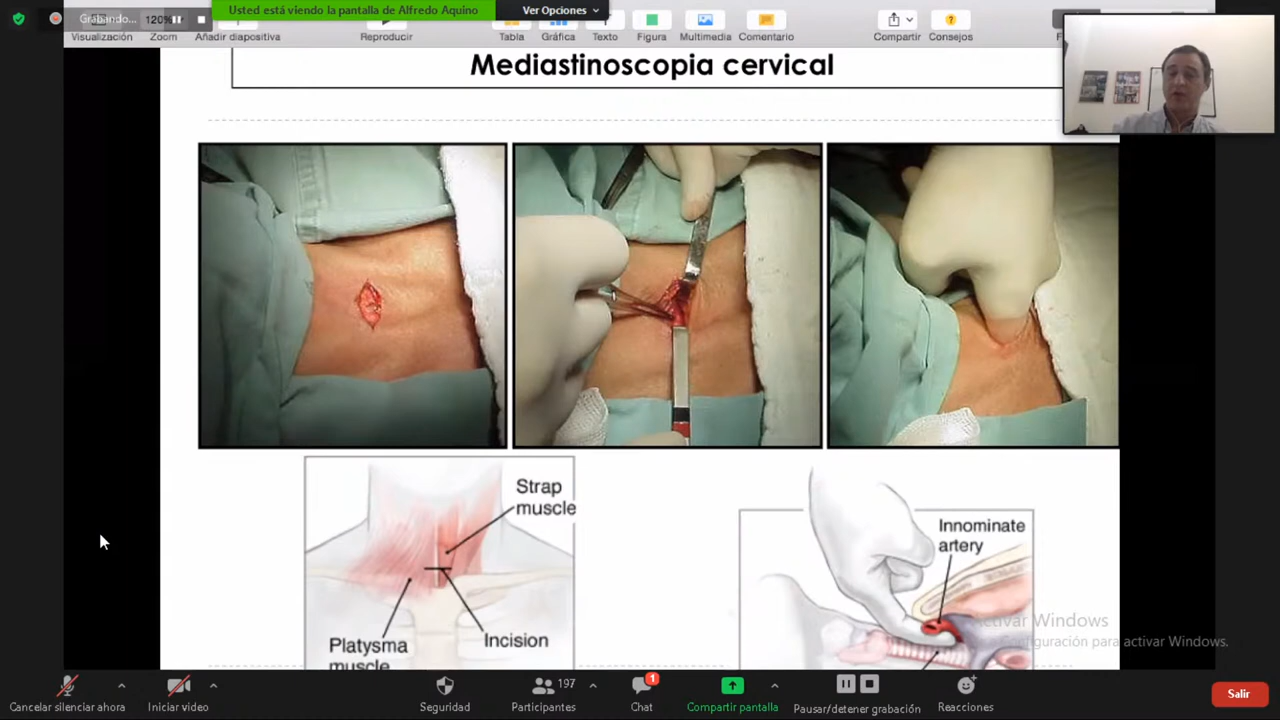 Grabando...
120%
Usted está viendo la pantalla de Alfredo Aquino
Ver Opciones
Visualización
Zoom
Añadir diapositiva
Reproducir
Tabla
Gráfica
Texto
Figura
Multimedia
Comentario
Compartir
Consejos
Mediastinoscopia cervical
Strap
muscle
Platysma
muscle
Incision
Innominate
artery
Activar Windows
Configuración para activar Windows.
Cancelar silenciar ahora
Iniciar video
Seguridad
197
Participantes
1
Chat
Compartir pantalla
Pausar/detener grabación
Reacciones
Salir